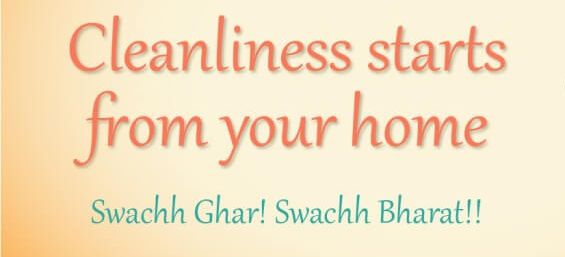 Cleanliness starts
from your home
Swachh Ghar! Swachh Bharat!!